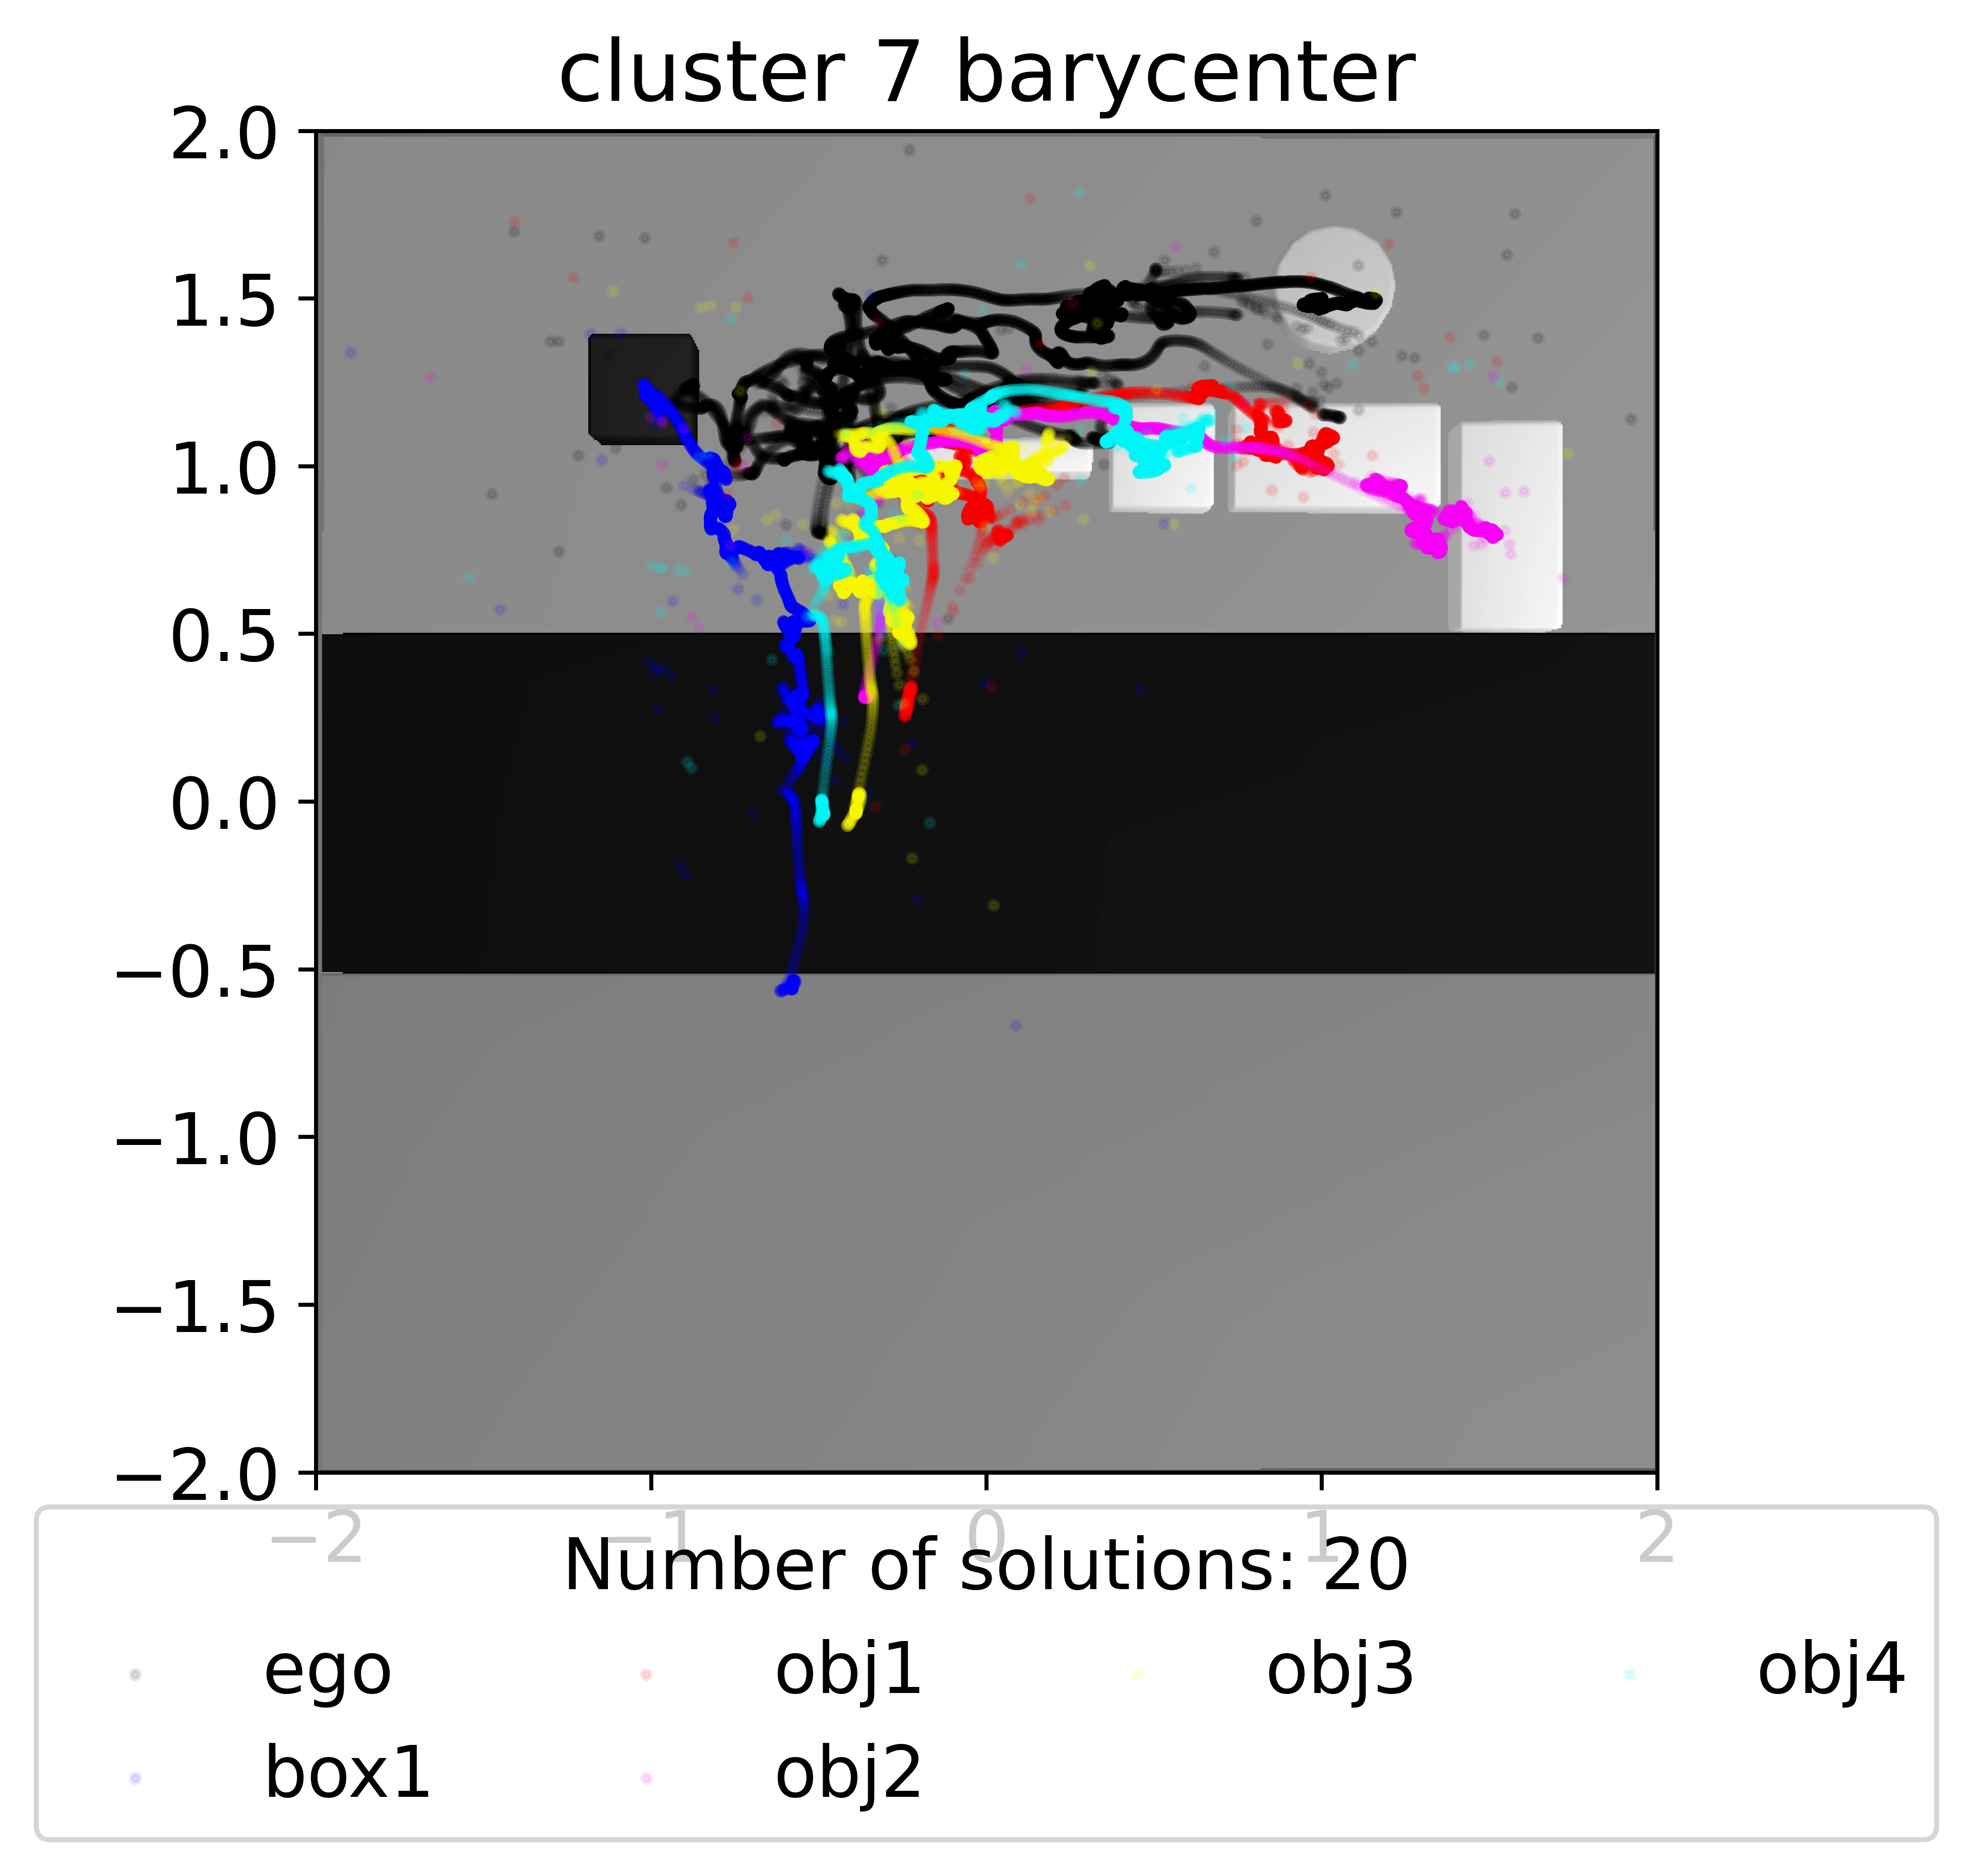 cluster 7 barycenter
2.0
1.5
1.0
0.5
0.0
−0.5
−1.0
−1.5
−2.0
−2 −1 0 1 2
Number of solutions: 20
ego obj1 obj3 obj4
box1 obj2